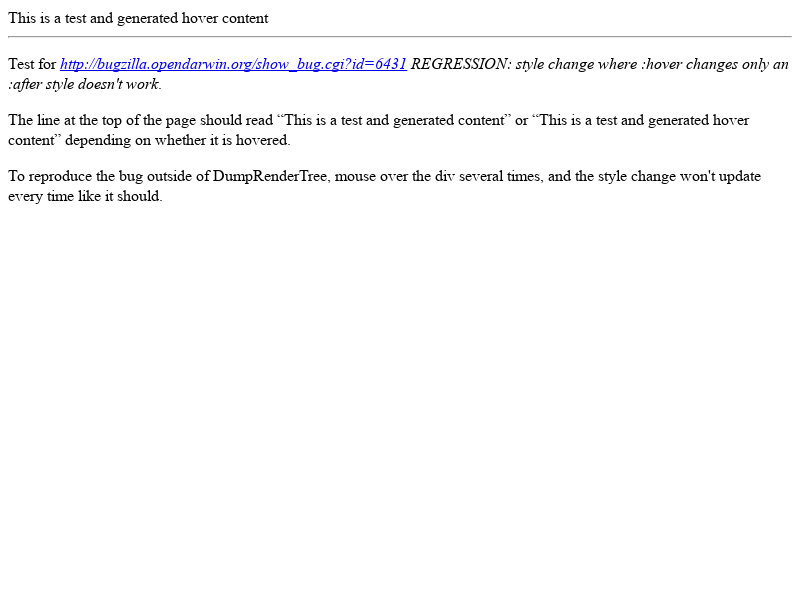 This is a test and generated hover content
Test for http://bugzilla.opendarwin.org/show_bug.cgi?id=6431 REGRESSION: style change where :hover changes only an
:after style doesn't work.
The line at the top of the page should read “This is a test and generated content” or “This is a test and generated hover
content” depending on whether it is hovered.
To reproduce the bug outside of DumpRenderTree, mouse over the div several times, and the style change won't update
every time like it should.